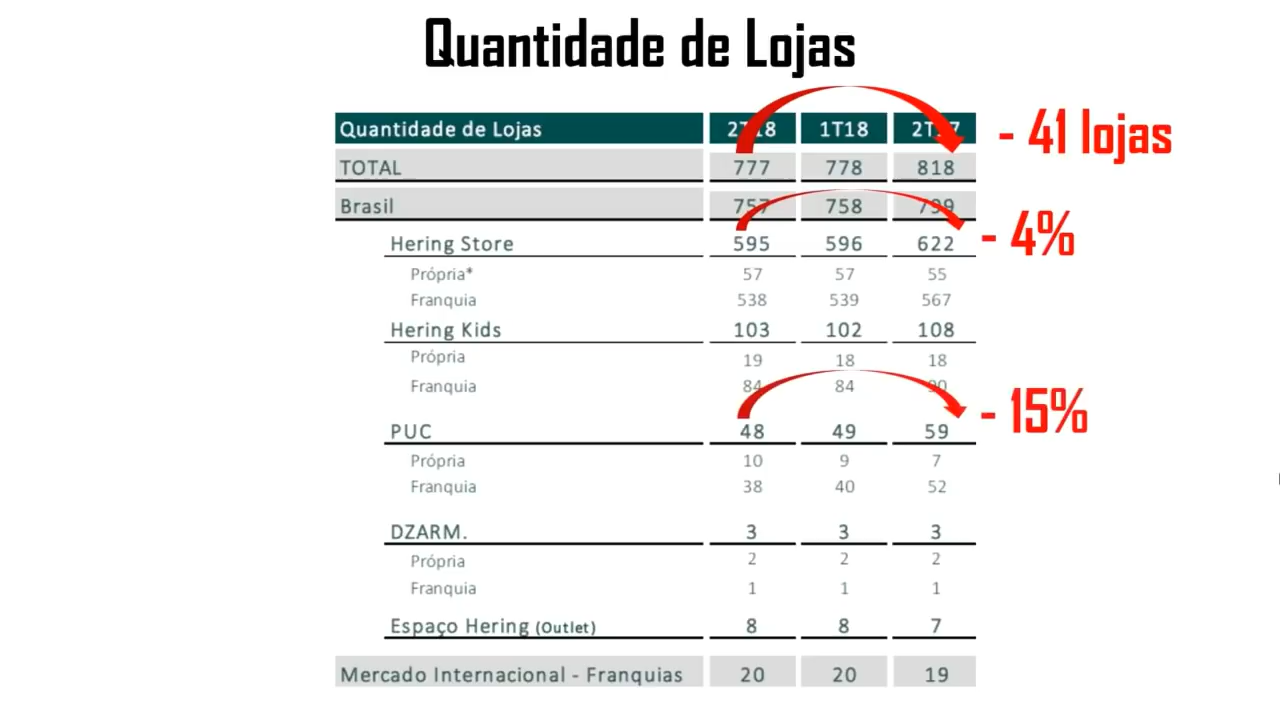 Quantidade de Lojas
Quantidade de Lojas 2T18 1T18 2T17 - 41 lojas
TOTAL 777 778 818
Brasil 757 758 799
- 4%
Hering Store 595 596 622
Própria* 57 57 55
Franquia 538 539 567
Hering Kids 103 102 108
Própria 19 18 18
Franquia 84 84 90
- 15%
PUC 48 49 59
Própria 10 9 7
Franquia 38 40 52
DZARM. 3 3 3
Própria 2 2 2
Franquia 1 1 1
Espaço Hering (Outlet) 8 8 7
Mercado Internacional - Franquias 20 20 19